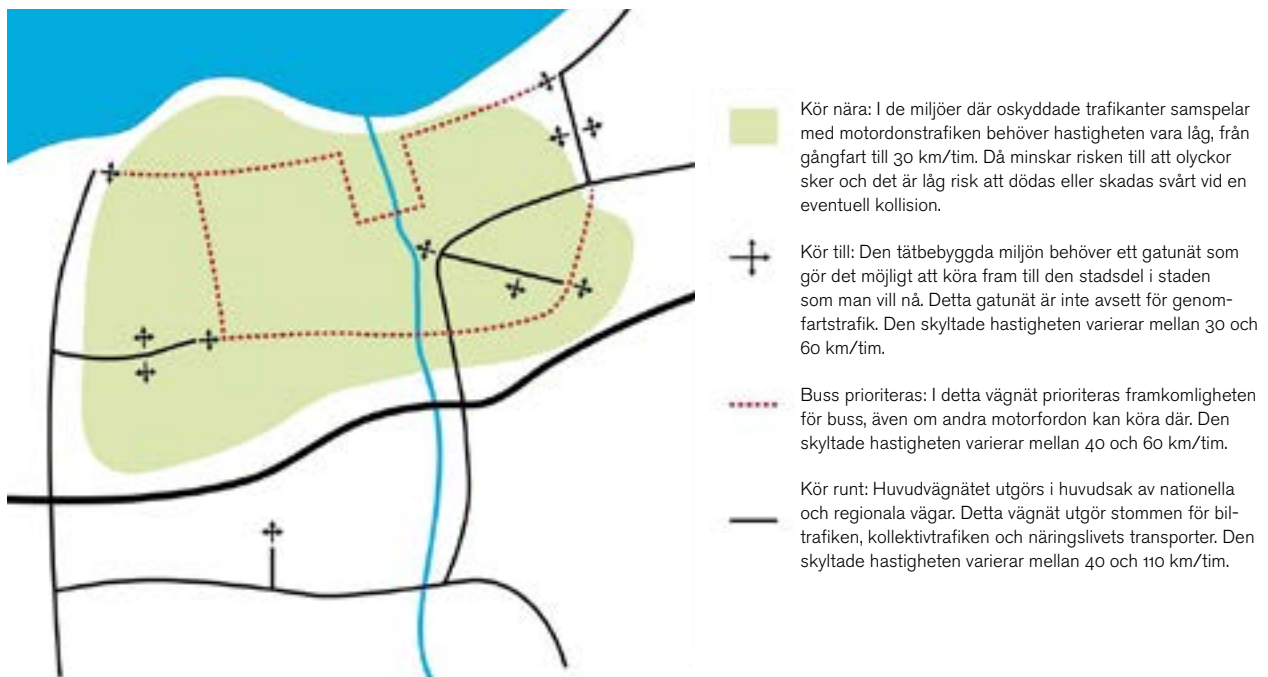 Kör nära: I de miljöer där oskyddade trafikanter samspelar
med motordonstrafiken behöver hastigheten vara låg, från
gångfart till 30 km/tim. Då minskar risken till att olyckor
sker och det är låg risk att dödas eller skadas svårt vid en
eventuell kollision.
Kör till: Den tätbebyggda miljön behöver ett gatunät som
gör det möjligt att köra fram till den stadsdel i staden
som man vill nå. Detta gatunät är inte avsett för genom-
fartstrafik. Den skyltade hastigheten varierar mellan 30 och
60 km/tim.
Buss prioriteras: I detta vägnät prioriteras framkomligheten
för buss, även om andra motorfordon kan köra där. Den
skyltade hastigheten varierar mellan 40 och 60 km/tim.
Kör runt: Huvudvägnätet utgörs i huvudsak av nationella
och regionala vägar. Detta vägnät utgör stommen för bil-
trafiken, kollektivtrafiken och näringslivets transporter. Den
skyltade hastigheten varierar mellan 40 och 110 km/tim.